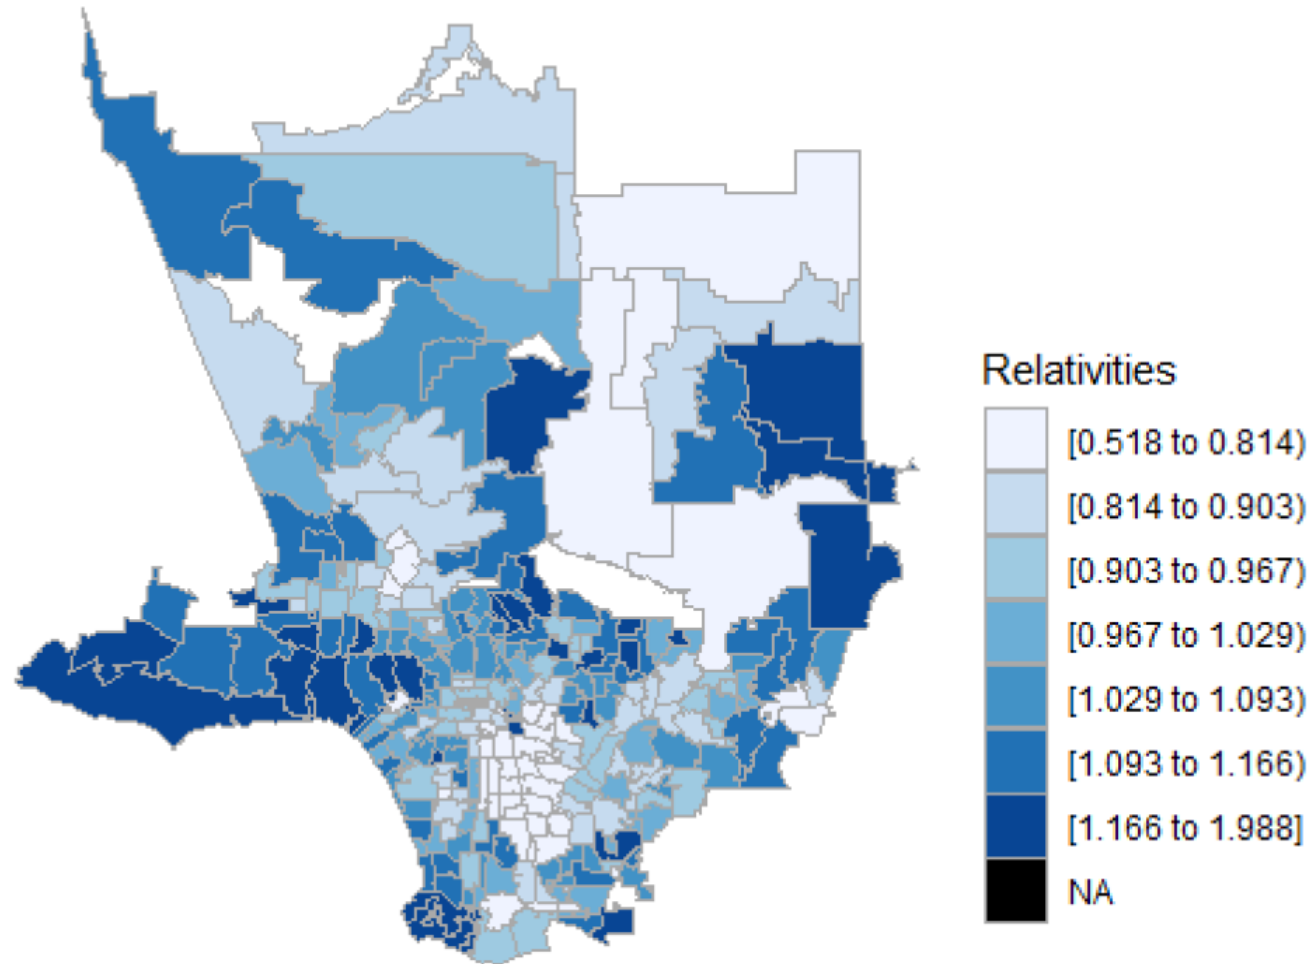 Relativities
[0.518 to 0.814)
[0.814 to 0.903)
[0.903 to 0.967)
[0.967 to 1.029)
[1.029 to 1.093)
[1.093 to 1.166)
[1.166 to 1.988]
NA